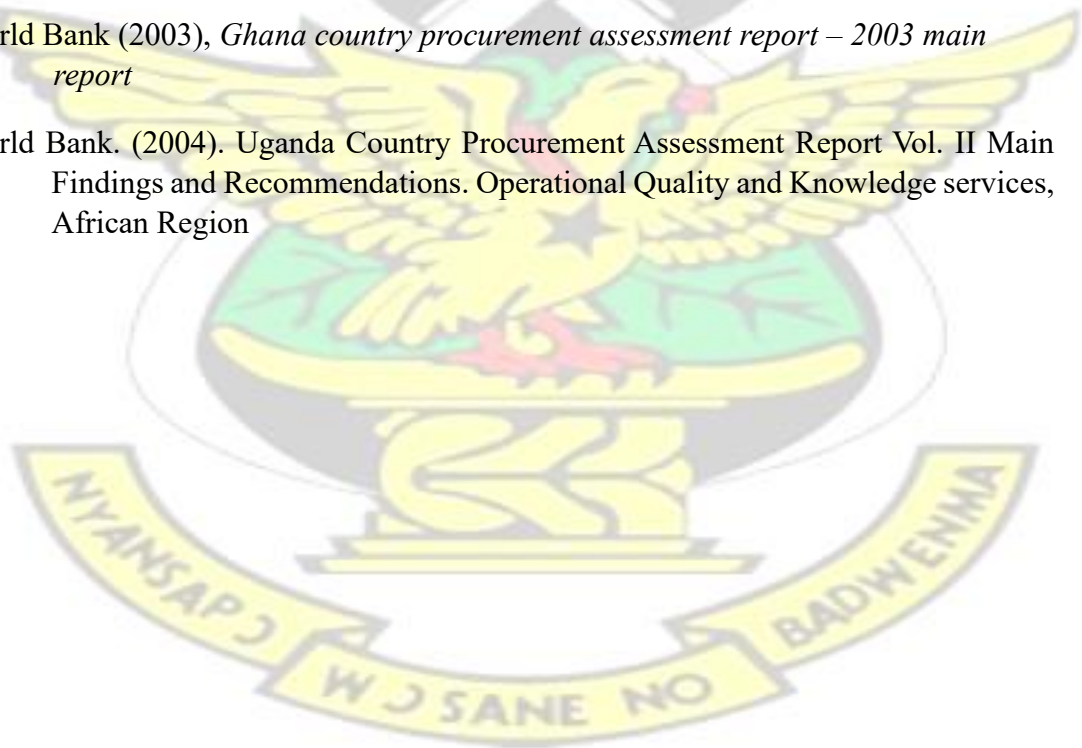 rld Bank (2003), Ghana country procurement assessment report – 2003 main
report
rld Bank. (2004). Uganda Country Procurement Assessment Report Vol. II Main
Findings and Recommendations. Operational Quality and Knowledge services,
African Region
NYANSAPƆ
WƆSANE NO
BADWENMA